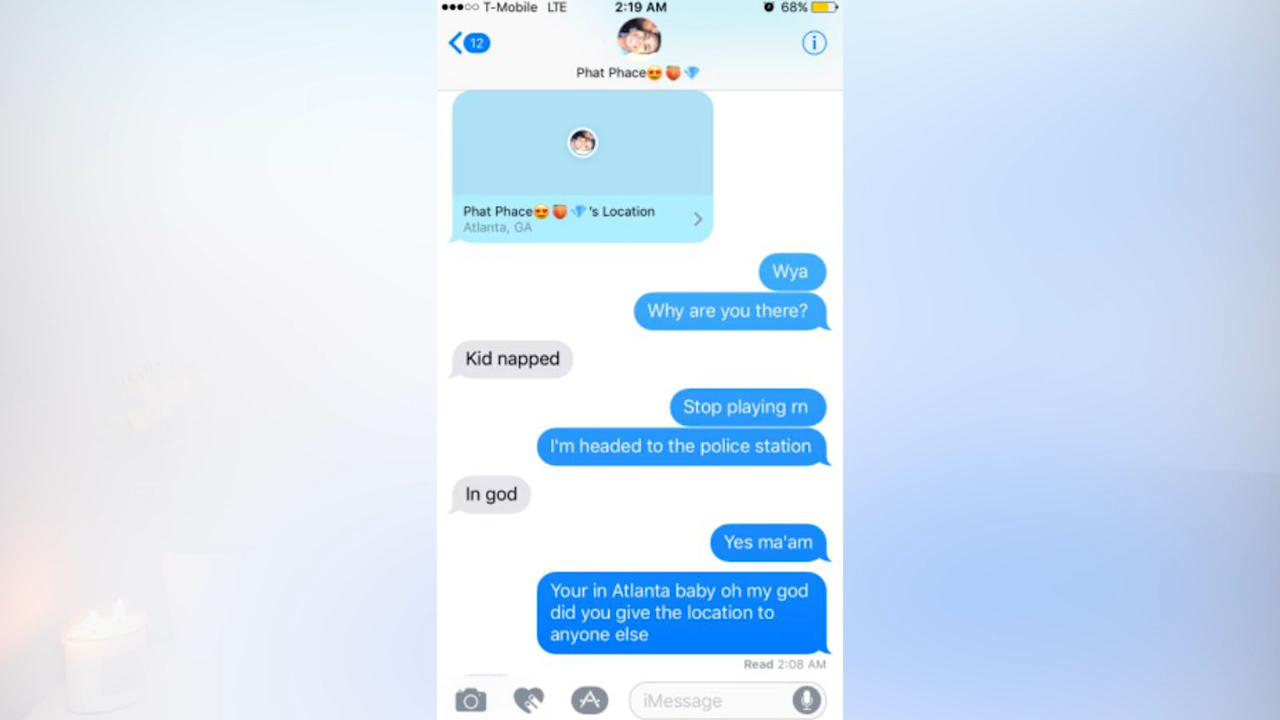 ●●●○○ T-Mobile LTE 2:19 AM 68%
12
Phat Phace😍🍑💎
Phat Phace😍🍑💎's Location
Atlanta, GA
Wya
Why are you there?
Kid napped
Stop playing rn
I'm headed to the police station
In god
Yes ma'am
Your in Atlanta baby oh my god
did you give the location to
anyone else
Read 2:08 AM
iMessage